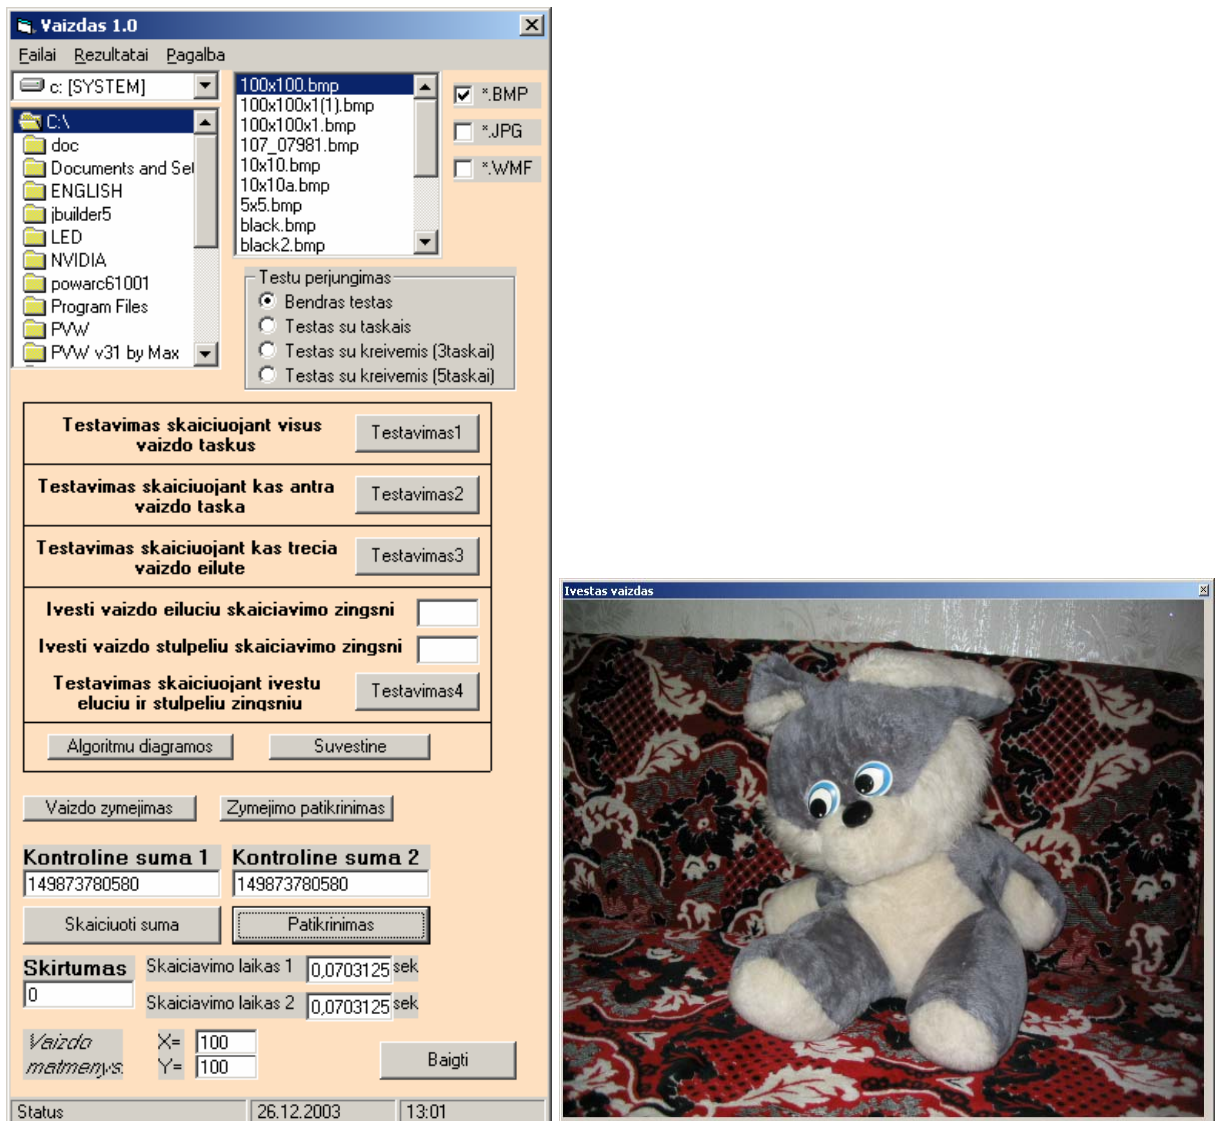 Vaizdas 1.0
Failai Rezultatai Pagalba
c: [SYSTEM]
C:\
doc
Documents and Set
ENGLISH
jbuilder5
LED
NVIDIA
powarc61001
Program Files
PVW
PVW v31 by Max
100x100.bmp
100x100x1(1).bmp
100x100x1.bmp
107_07981.bmp
10x10.bmp
10x10a.bmp
5x5.bmp
black.bmp
black2.bmp
*.BMP
*.JPG
*.WMF
Testu perjungimas
Bendras testas
Testas su taskais
Testas su kreivemis (3taskai)
Testas su kreivemis (5taskai)
Testavimas skaiciuojant visus
vaizdo taskus
Testavimas1
Testavimas skaiciuojant kas antra
vaizdo taska
Testavimas2
Testavimas skaiciuojant kas trecia
vaizdo eilute
Testavimas3
Ivesti vaizdo eiluciu skaiciavimo zingsni
Ivesti vaizdo stulpeliu skaiciavimo zingsni
Testavimas skaiciuojant ivestu
eluciu ir stulpeliu zingsniu
Testavimas4
Algoritmu diagramos Suvestine
Vaizdo zymejimas Zymejimo patikrinimas
Kontroline suma 1 Kontroline suma 2
149873780580 149873780580
Skaiciuoti suma Patikrinimas
Skirtumas
0
Skaiciavimo laikas 1 0,0703125 sek
Skaiciavimo laikas 2 0,0703125 sek
Vaizdo
matmenys:
X= 100
Y= 100
Baigti
Status 26.12.2003 13:01
Ivestas vaizdas